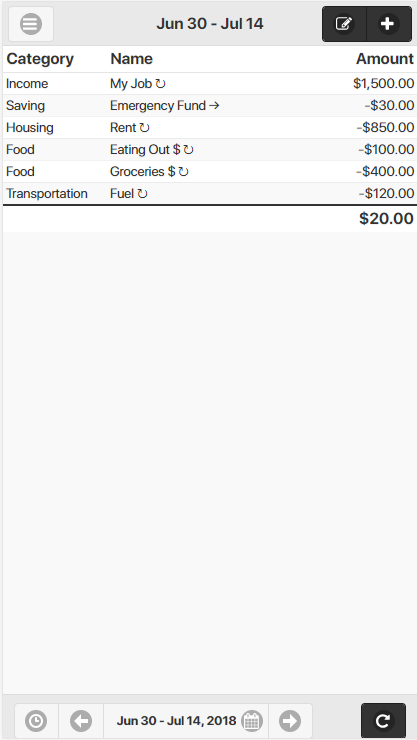 Jun 30 - Jul 14
Category Name Amount
Income My Job ↻ $1,500.00
Saving Emergency Fund → -$30.00
Housing Rent ↻ -$850.00
Food Eating Out $ ↻ -$100.00
Food Groceries $ ↻ -$400.00
Transportation Fuel ↻ -$120.00
$20.00
Jun 30 - Jul 14, 2018